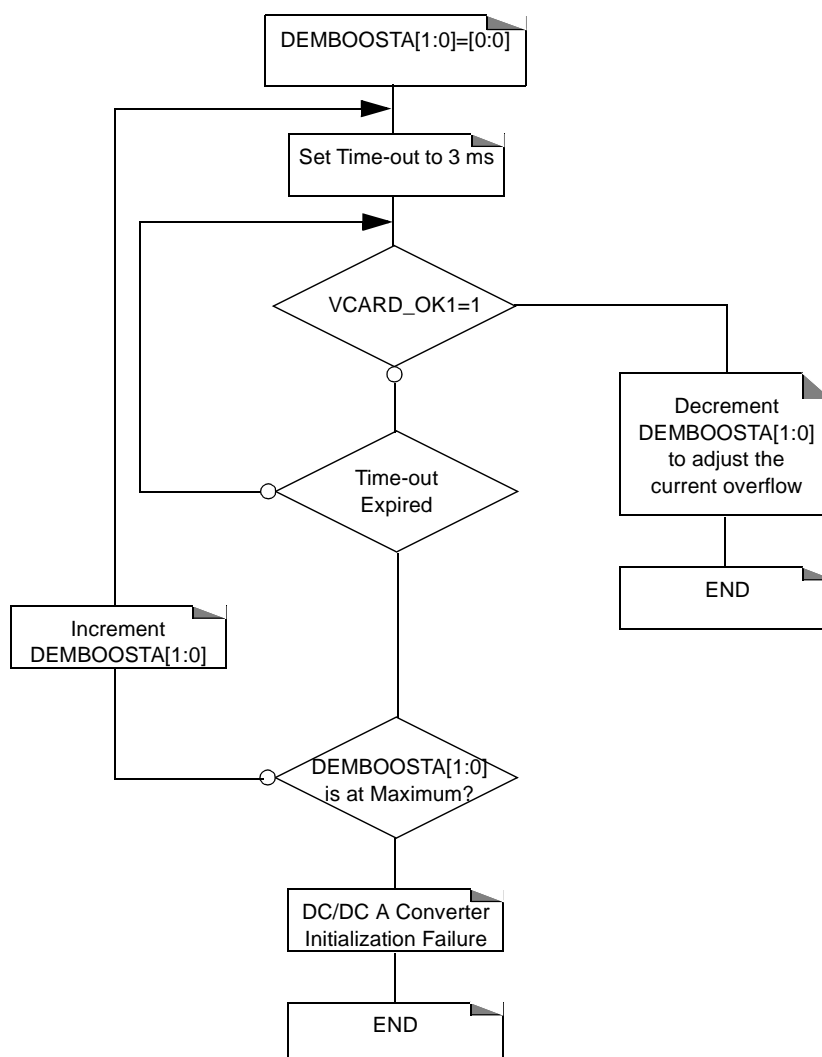 DEMBOOSTA[1:0]=[0:0]
Set Time-out to 3 ms
VCARD_OK1=1
Decrement
DEMBOOSTA[1:0]
to adjust the
current overflow
END
Time-out
Expired
Increment
DEMBOOSTA[1:0]
DEMBOOSTA[1:0]
is at Maximum?
DC/DC A Converter
Initialization Failure
END